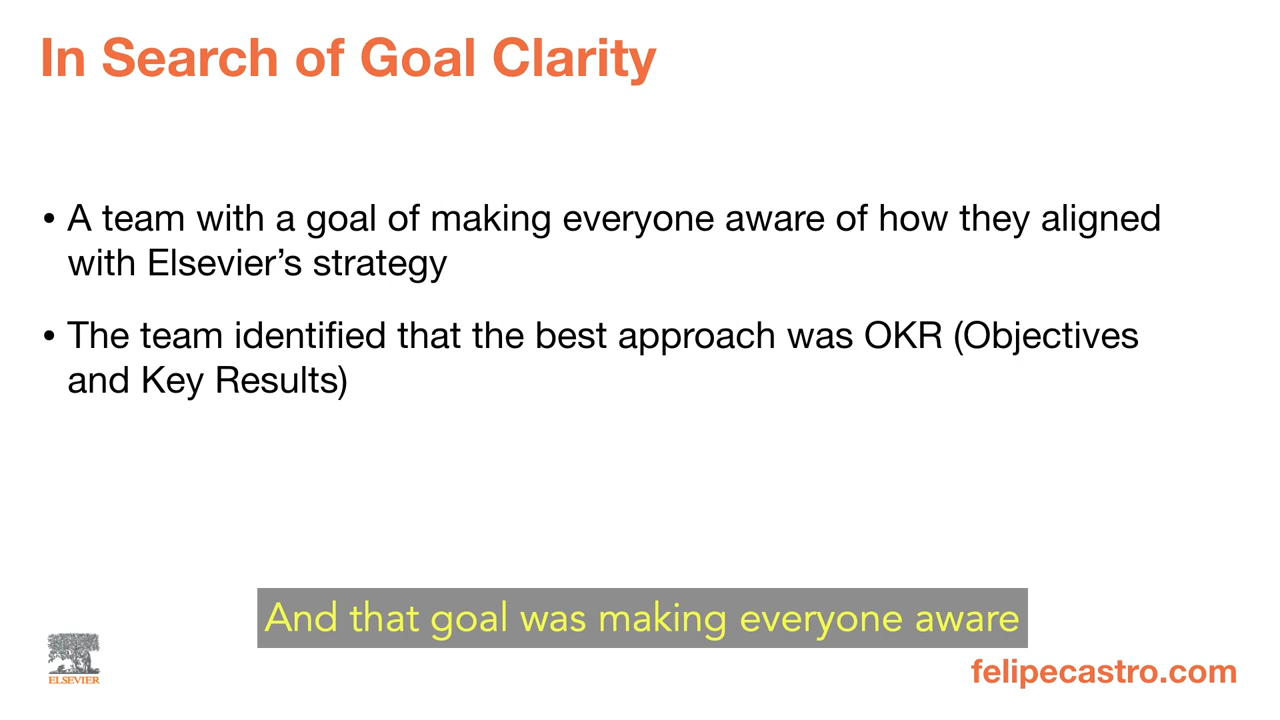 In Search of Goal Clarity
• A team with a goal of making everyone aware of how they aligned
with Elsevier’s strategy
• The team identified that the best approach was OKR (Objectives
and Key Results)
And that goal was making everyone aware
ELSEVIER
felipecastro.com